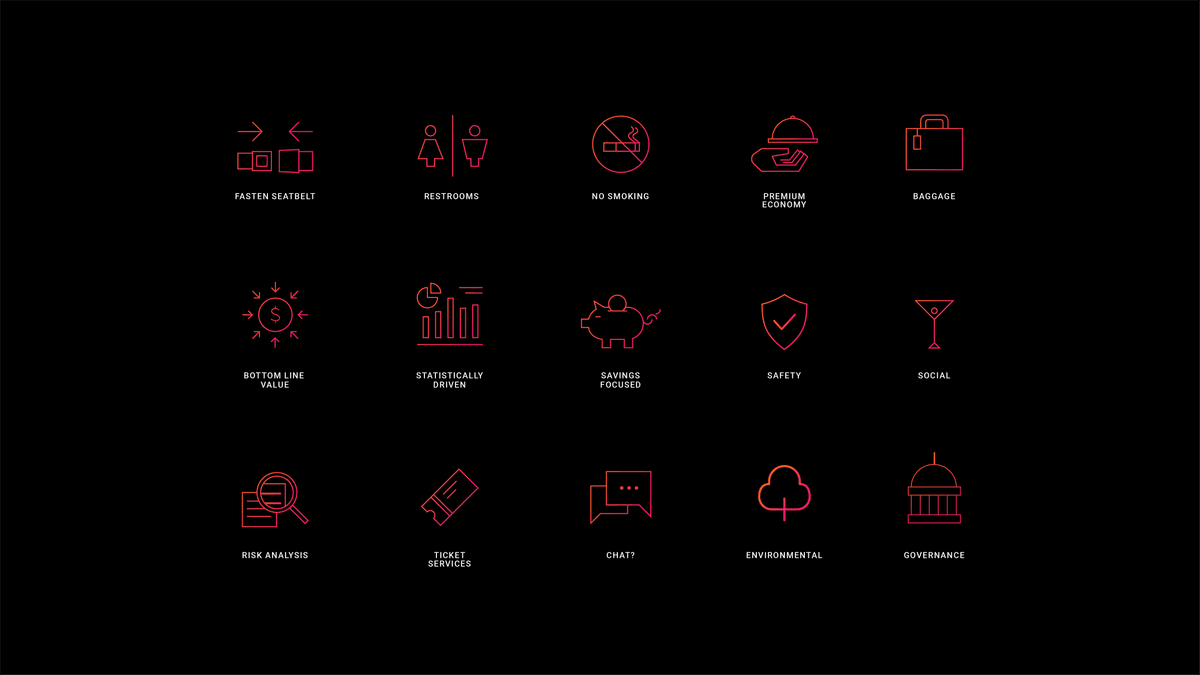 FASTEN SEATBELT
RESTROOMS
NO SMOKING
PREMIUM
ECONOMY
BAGGAGE
$
BOTTOM LINE
VALUE
STATISTICALLY
DRIVEN
SAVINGS
FOCUSED
SAFETY
SOCIAL
RISK ANALYSIS
TICKET
SERVICES
CHAT?
ENVIRONMENTAL
GOVERNANCE